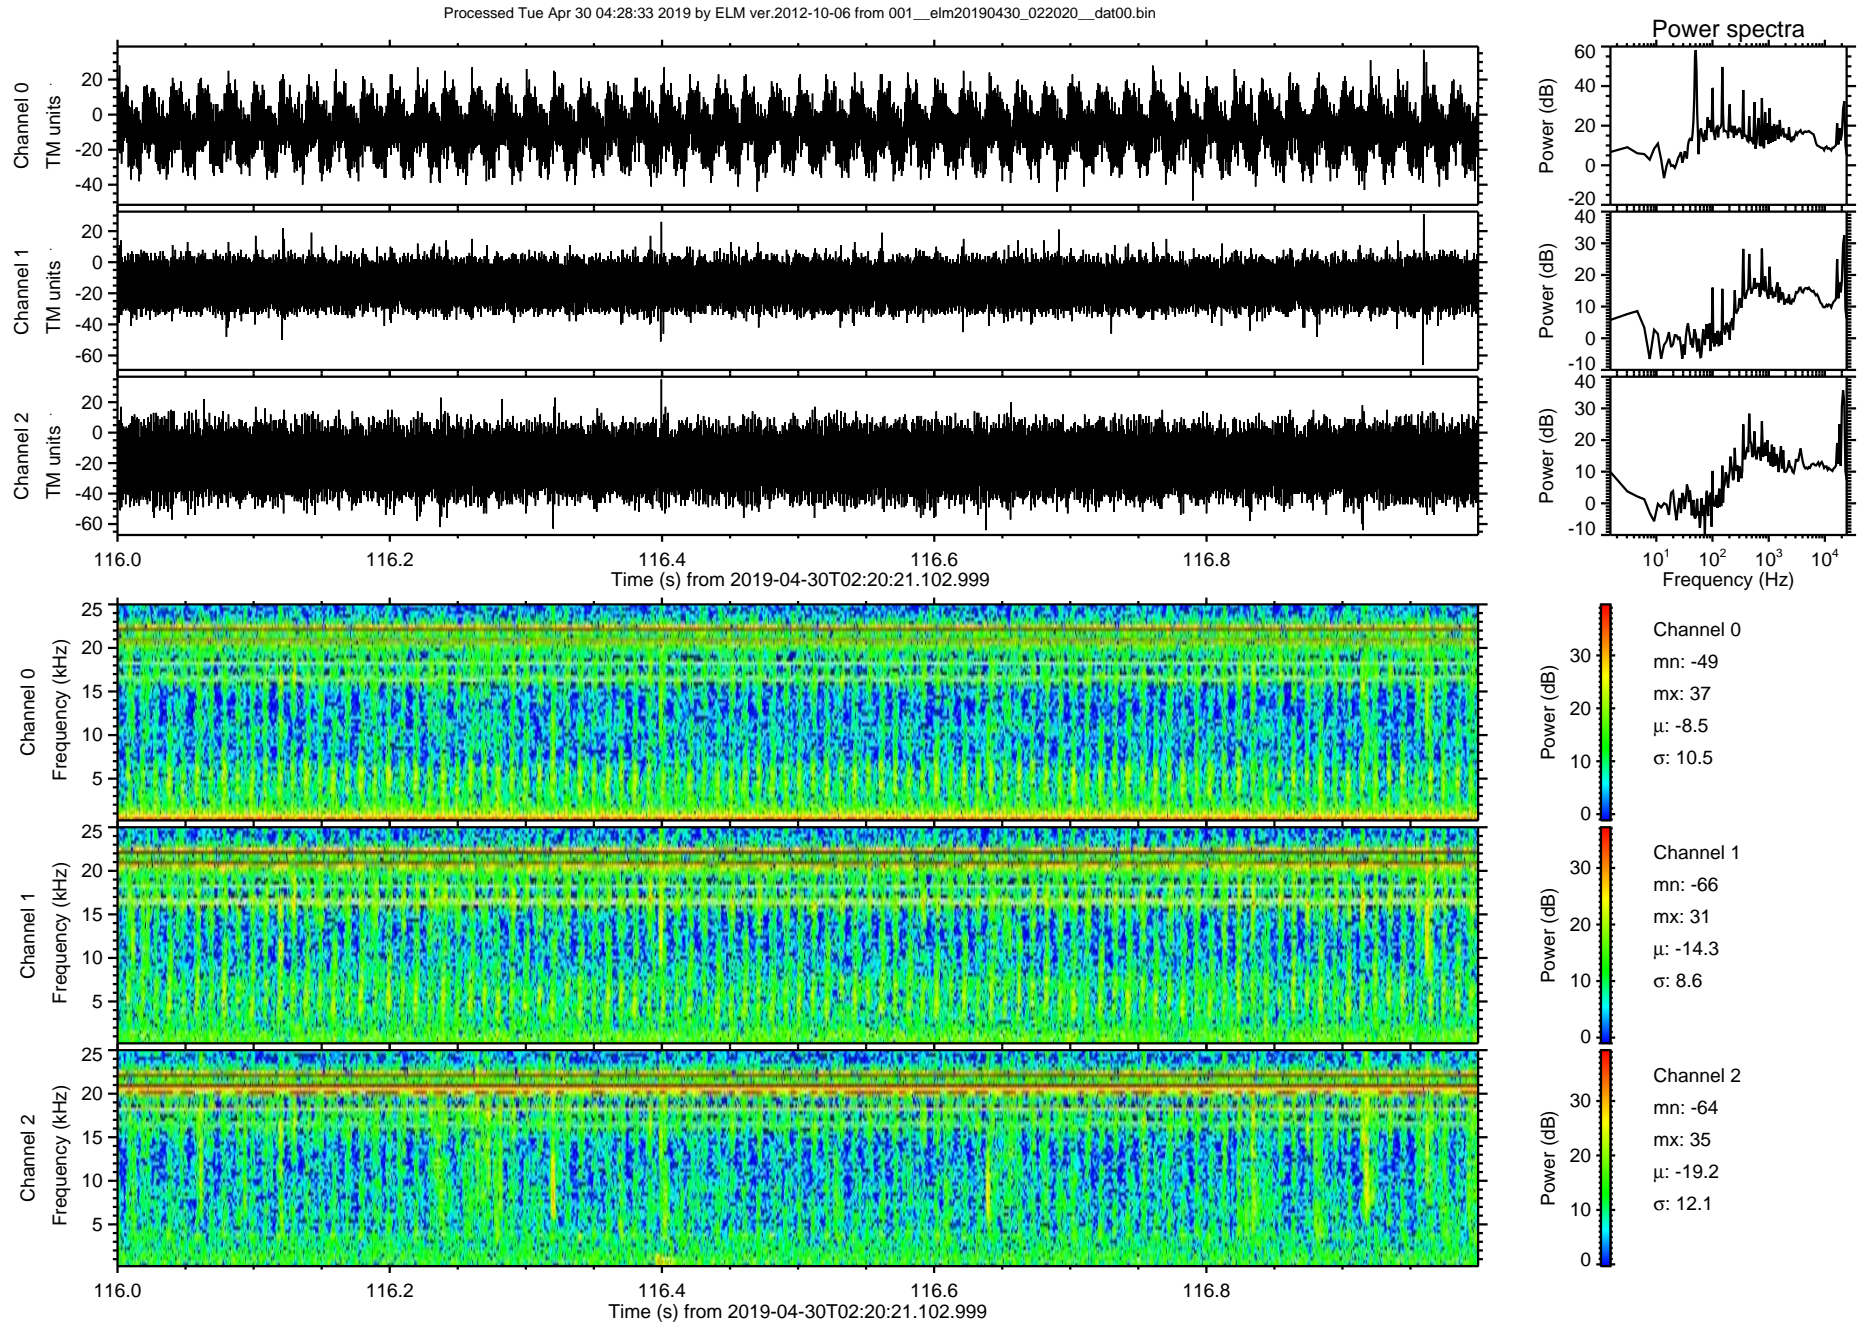 Processed Tue Apr 30 04:28:33 2019 by ELM ver.2012-10-06 from 001__elm20190430_022020__dat00.bin
Power spectra
Channel 0
TM units
20
0
-20
-40
Power (dB)
60
40
20
0
-20
Channel 1
TM units
20
0
-20
-40
-60
Power (dB)
40
30
20
10
0
-10
Channel 2
TM units
20
0
-20
-40
-60
Power (dB)
40
30
20
10
0
-10
116.0 116.2 116.4 116.6 116.8
Time (s) from 2019-04-30T02:20:21.102.999
10^1 10^2 10^3 10^4
Frequency (Hz)
Channel 0
Frequency (kHz)
25
20
15
10
5
Power (dB)
30
20
10
0
Channel 0
mn: -49
mx: 37
μ: -8.5
σ: 10.5
Channel 1
Frequency (kHz)
25
20
15
10
5
Power (dB)
30
20
10
0
Channel 1
mn: -66
mx: 31
μ: -14.3
σ: 8.6
Channel 2
Frequency (kHz)
25
20
15
10
5
Power (dB)
30
20
10
0
Channel 2
mn: -64
mx: 35
μ: -19.2
σ: 12.1
116.0 116.2 116.4 116.6 116.8
Time (s) from 2019-04-30T02:20:21.102.999